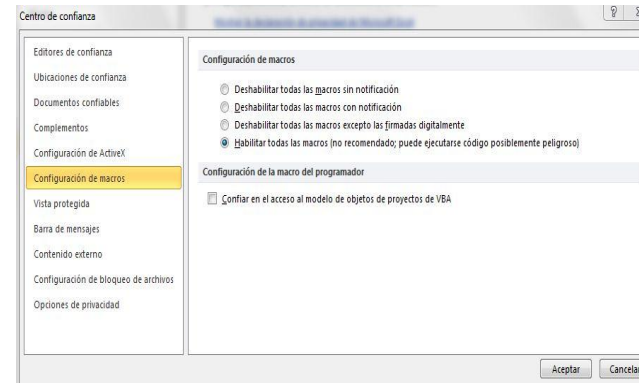 Centro de confianza
Editores de confianza
Ubicaciones de confianza
Documentos confiables
Complementos
Configuración de ActiveX
Configuración de macros
Vista protegida
Barra de mensajes
Contenido externo
Configuración de bloqueo de archivos
Opciones de privacidad
Configuración de macros
Deshabilitar todas las macros sin notificación
Deshabilitar todas las macros con notificación
Deshabilitar todas las macros excepto las firmadas digitalmente
Habilitar todas las macros (no recomendado; puede ejecutarse código posiblemente peligroso)
Configuración de la macro del programador
Confiar en el acceso al modelo de objetos de proyectos de VBA
Aceptar
Cancela